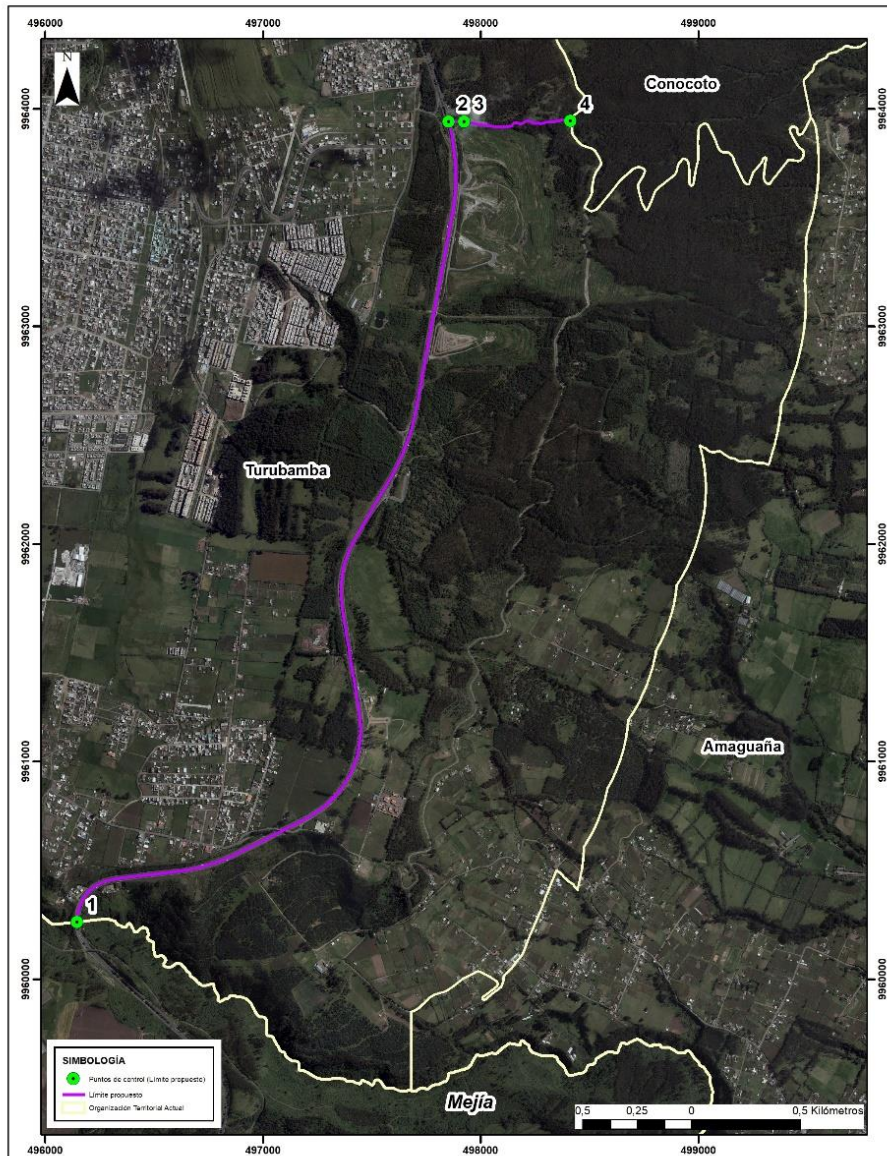 496000 497000 498000 499000
N
Conocoto
9964000 2 3 4 9964000
9963000 9963000
Turubamba
9962000 9962000
9961000 Amaguaña 9961000
1
9960000 9960000
SIMBOLOGÍA
Puntos de control (Límite propuesto)
Límite propuesto
Organización Territorial Actual
Mejía
0,5 0,25 0 0,5 Kilómetros
496000 497000 498000 499000